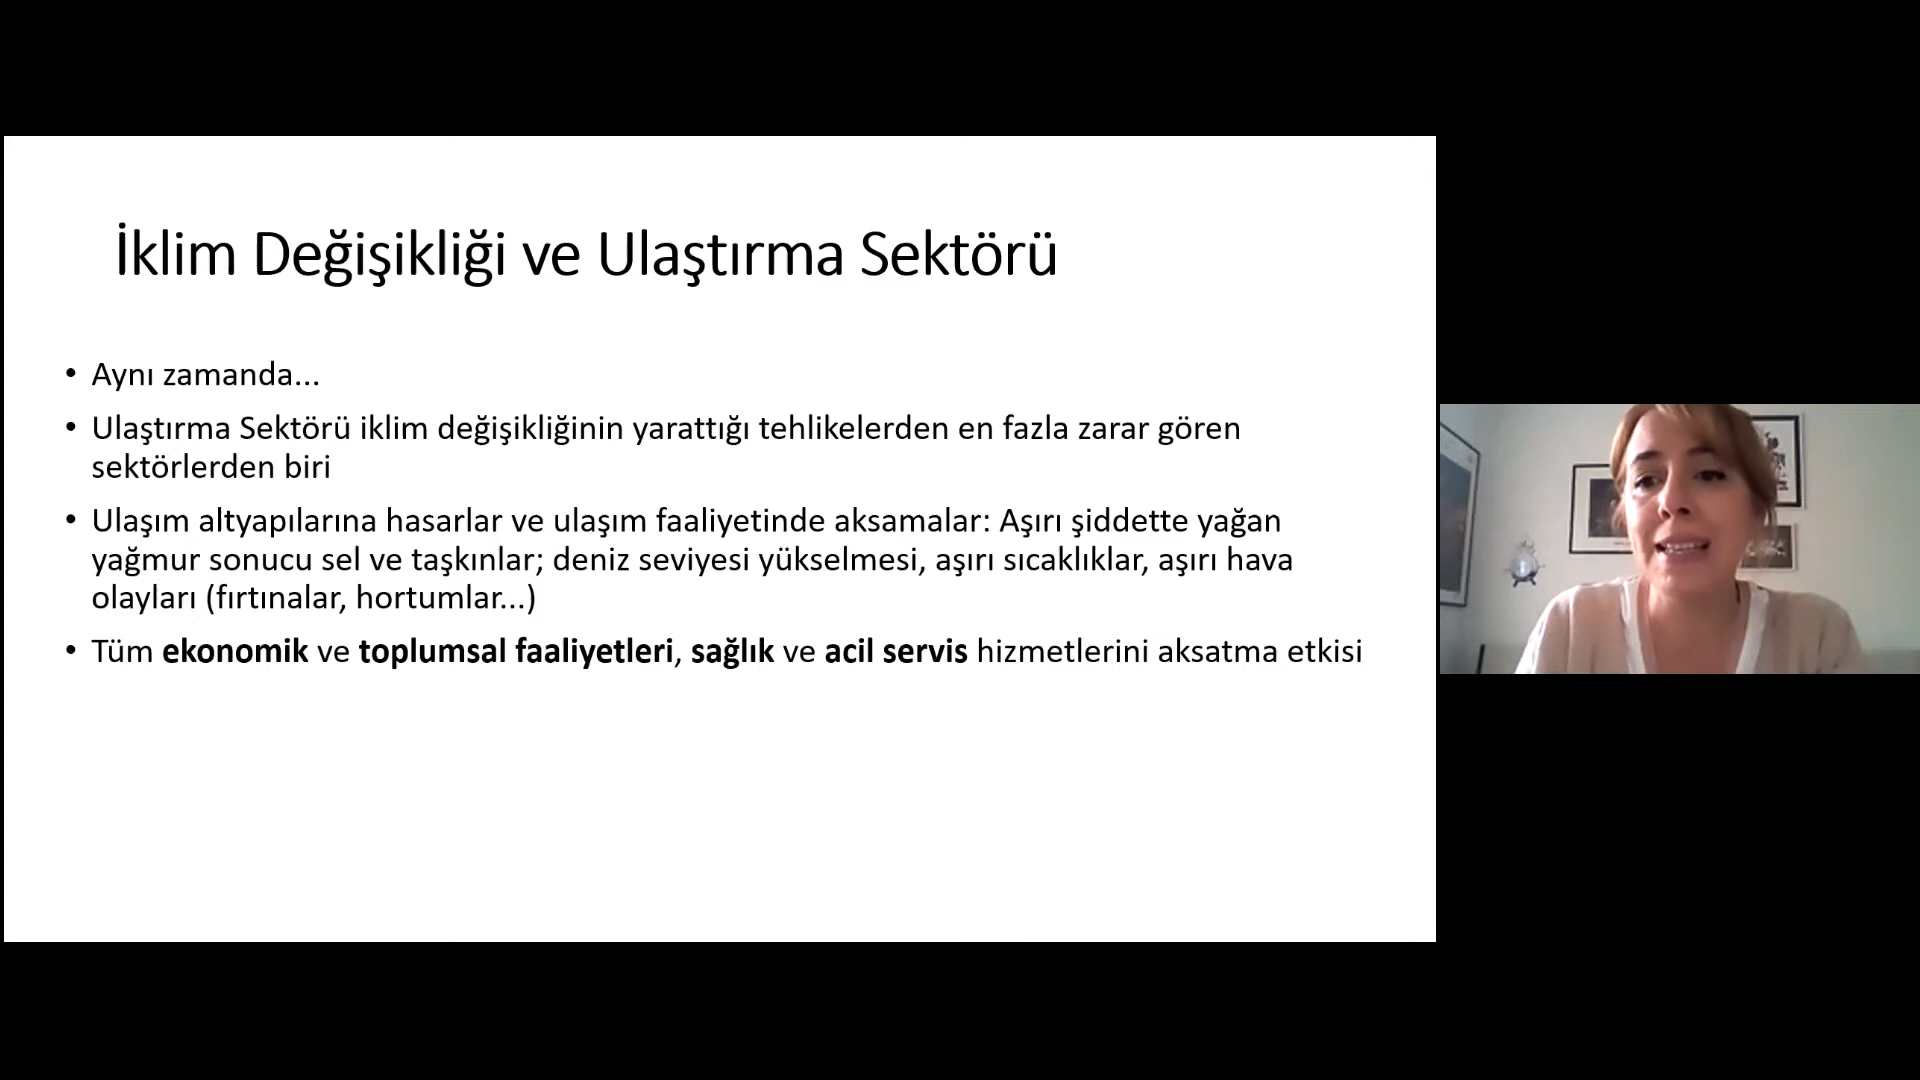 İklim Değişikliği ve Ulaştırma Sektörü
• Aynı zamanda...
• Ulaştırma Sektörü iklim değişikliğinin yarattığı tehlikelerden en fazla zarar gören
sektörlerden biri
• Ulaşım altyapılarına hasarlar ve ulaşım faaliyetinde aksamalar: Aşırı şiddette yağan
yağmur sonucu sel ve taşkınlar; deniz seviyesi yükselmesi, aşırı sıcaklıklar, aşırı hava
olayları (fırtınalar, hortumlar...)
• Tüm ekonomik ve toplumsal faaliyetleri, sağlık ve acil servis hizmetlerini aksatma etkisi